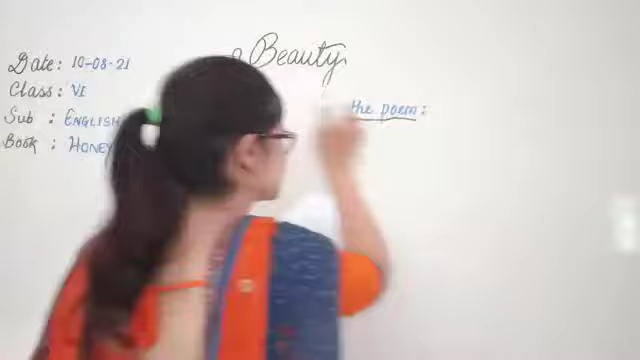 Beauty
Date: 10-08-21
Class: VI
Sub : ENGLISH
Book : HONEY
the poem: